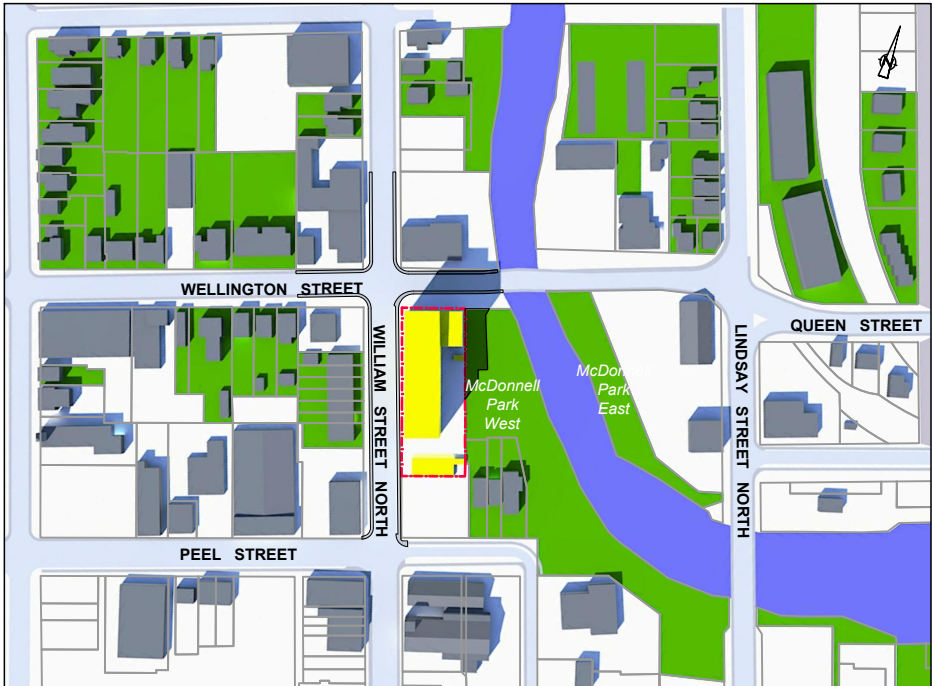 WELLINGTON STREET
WILLIAM STREET NORTH
QUEEN STREET
LINDSAY STREET NORTH
McDonnell
Park
West
McDonnell
Park
East
PEEL STREET
N